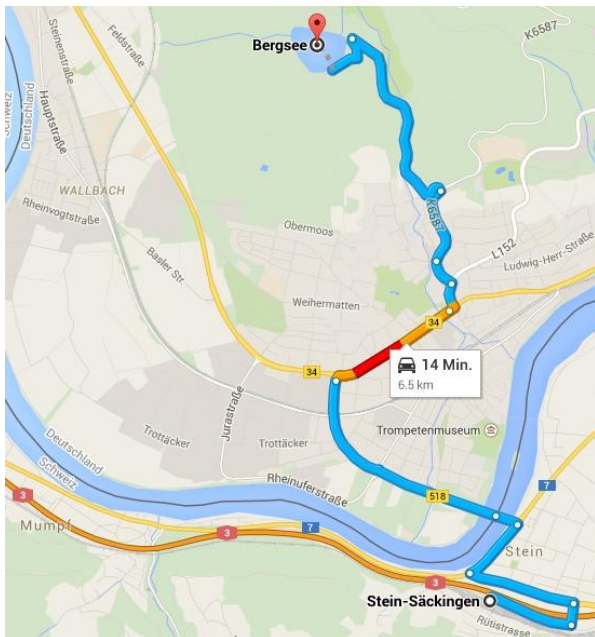 Bergsee
K6587
Feldstraße
Steinenstraße
Schweiz
Deutschland
Hauptstraße
WALLBACH
Rheinvogtstraße
K6587
Obermoos
L152
Ludwig-Herr-Straße
Basler Str.
Weihermatten
34
34
14 Min.
6.5 km
Jurastraße
Trottäcker
Trottäcker
Trompetenmuseum
Deutschland
Schweiz
Rheinuferstraße
518
7
3
Mumpf
3
7
Stein
3
Stein-Säckingen
Rütistrasse